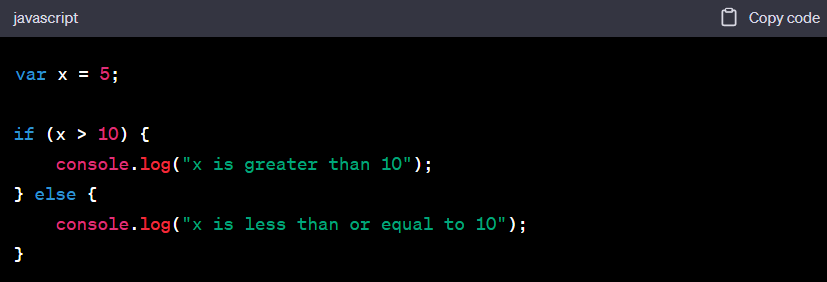 javascript
Copy code
var x = 5;
if (x > 10) {
    console.log("x is greater than 10");
} else {
    console.log("x is less than or equal to 10");
}